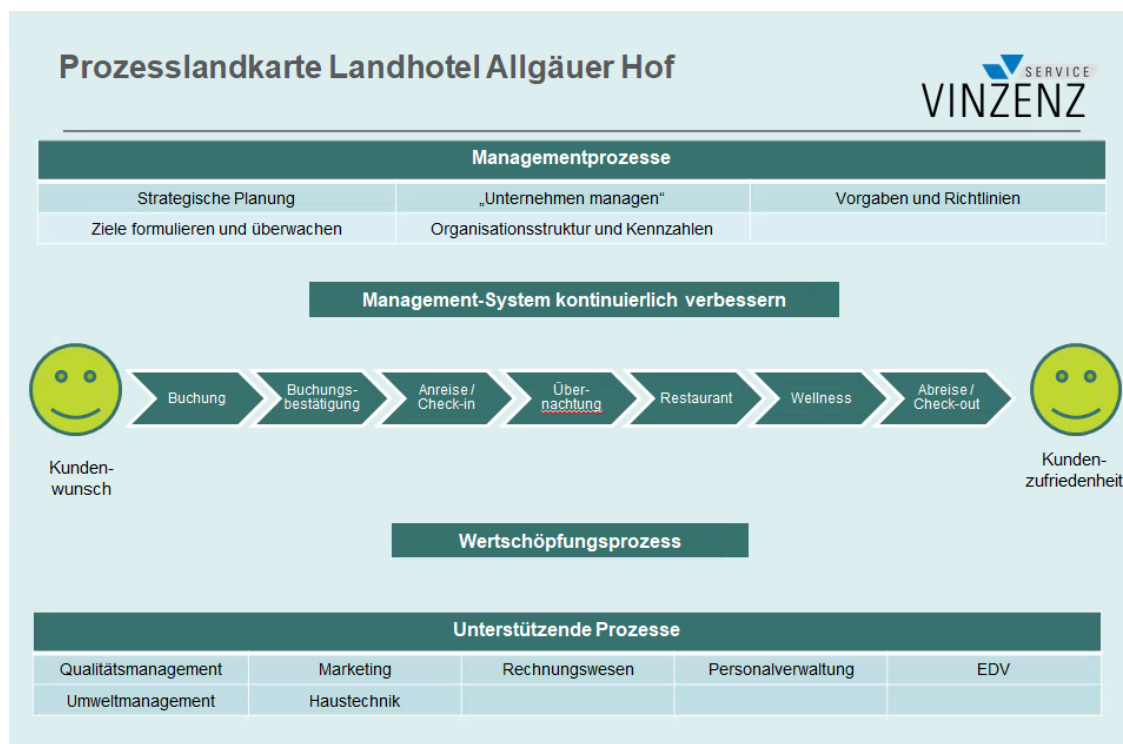 Prozesslandkarte Landhotel Allgäuer Hof
SERVICE
VINZENZ
Managementprozesse
Strategische Planung „Unternehmen managen“ Vorgaben und Richtlinien
Ziele formulieren und überwachen Organisationsstruktur und Kennzahlen
Management-System kontinuierlich verbessern
Buchung
Buchungs-
bestätigung
Anreise /
Check-in
Über-
nachtung
Restaurant
Wellness
Abreise /
Check-out
Kunden-
wunsch
Kunden-
zufriedenheit
Wertschöpfungsprozess
Unterstützende Prozesse
Qualitätsmanagement Marketing Rechnungswesen Personalverwaltung EDV
Umweltmanagement Haustechnik